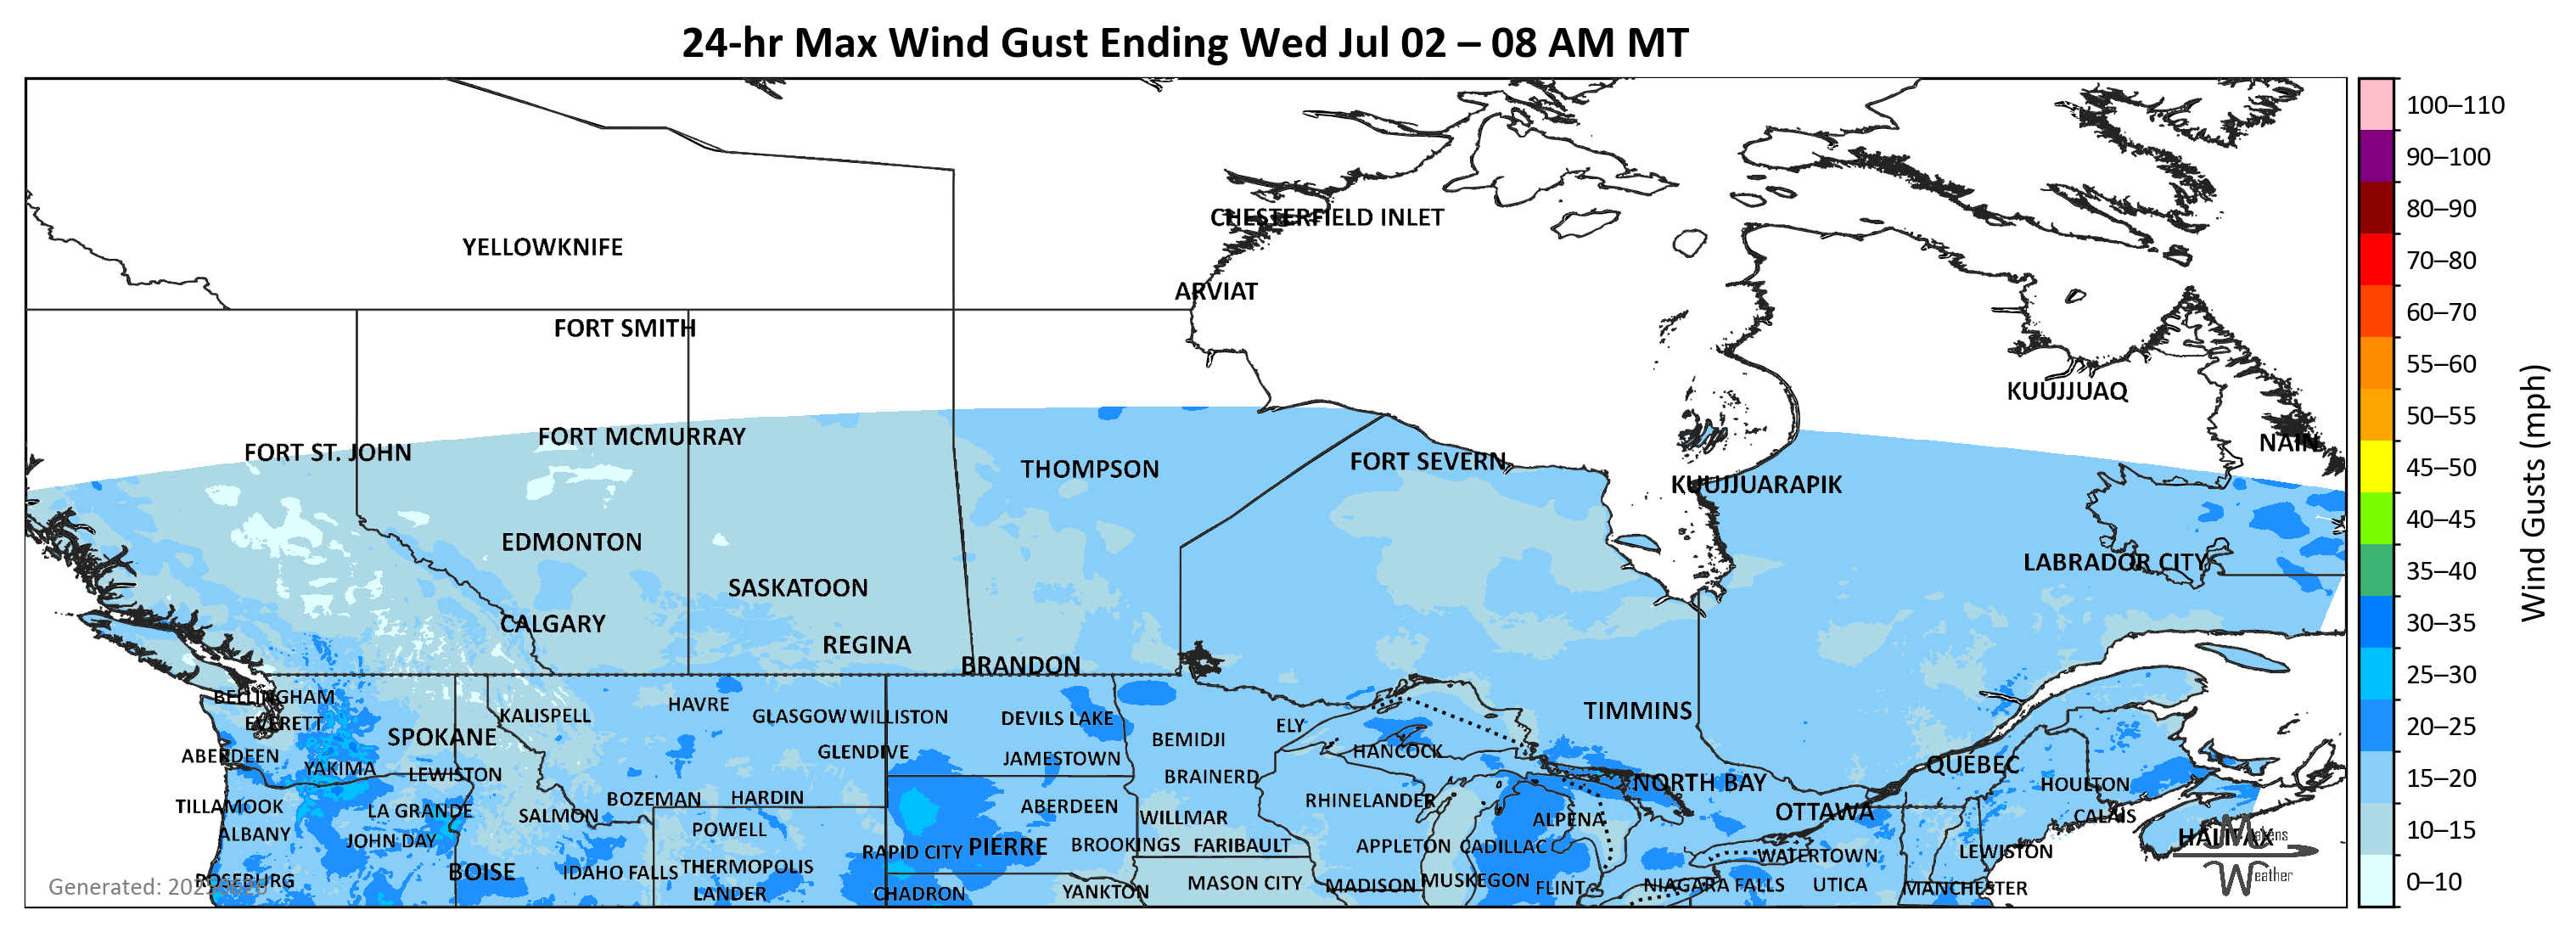 24-hr Max Wind Gust Ending Wed Jul 02 – 08 AM MT
100–110
90–100
80–90
70–80
60–70
55–60
50–55
45–50
40–45
35–40
30–35
25–30
20–25
15–20
10–15
0–10
Wind Gusts (mph)
CHESTERFIELD INLET
YELLOWKNIFE
ARVIAT
FORT SMITH
KUUJJUAQ
FORT MCMURRAY
NAIN
FORT ST. JOHN
THOMPSON
FORT SEVERN
KUUJJUARAPIK
EDMONTON
LABRADOR CITY
SASKATOON
CALGARY
REGINA
BRANDON
BELLINGHAM
HAVRE
TIMMINS
KALISPELL
GLASGOW WILLISTON
DEVILS LAKE
EVERETT
ELY
SPOKANE
BEMIDJI
GLENDIVE
HANCOCK
ABERDEEN
JAMESTOWN
QUEBEC
YAKIMA
LEWISTON
BRAINERD
NORTH BAY
HOULTON
BOZEMAN
HARDIN
RHINELANDER
TILLAMOOK
LA GRANDE
ABERDEEN
OTTAWA
SALMON
WILLMAR
ALPENA
CALAIS
ALBANY
POWELL
HALIFAX
Makens
Weather
JOHN DAY
RAPID CITY
PIERRE
BROOKINGS
FARIBAULT
APPLETON
CADILLAC
LEWISTON
WATERTOWN
BOISE
IDAHO FALLS
THERMOPOLIS
ROSEBURG
MASON CITY
MADISON
MUSKEGON
FLINT
NIAGARA FALLS
UTICA
MANCHESTER
LANDER
CHADRON
YANKTON
Generated: